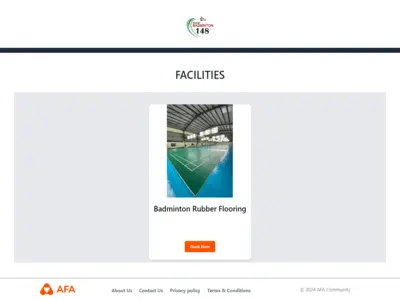 BADMINTON
148
FACILITIES
Badminton Rubber Flooring
Book Now
AFA
About Us Contact Us Privacy policy Terms & Conditions
© 2024 AFA Community